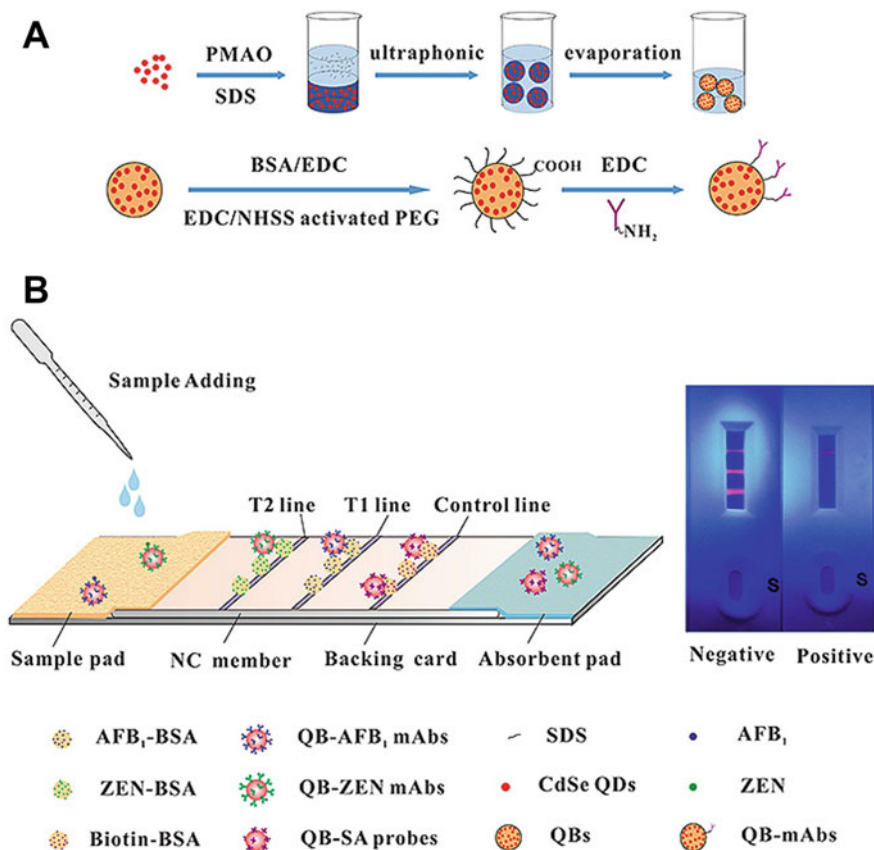 A
PMAO ultraphonic evaporation
SDS
BSA/EDC COOH EDC
EDC/NHSS activated PEG NH₂
B
Sample Adding
T2 line T1 line Control line
S S
Sample pad NC member Backing card Absorbent pad Negative Positive
AFB₁-BSA QB-AFB₁ mAbs SDS AFB₁
ZEN-BSA QB-ZEN mAbs CdSe QDs ZEN
Biotin-BSA QB-SA probes QBs QB-mAbs